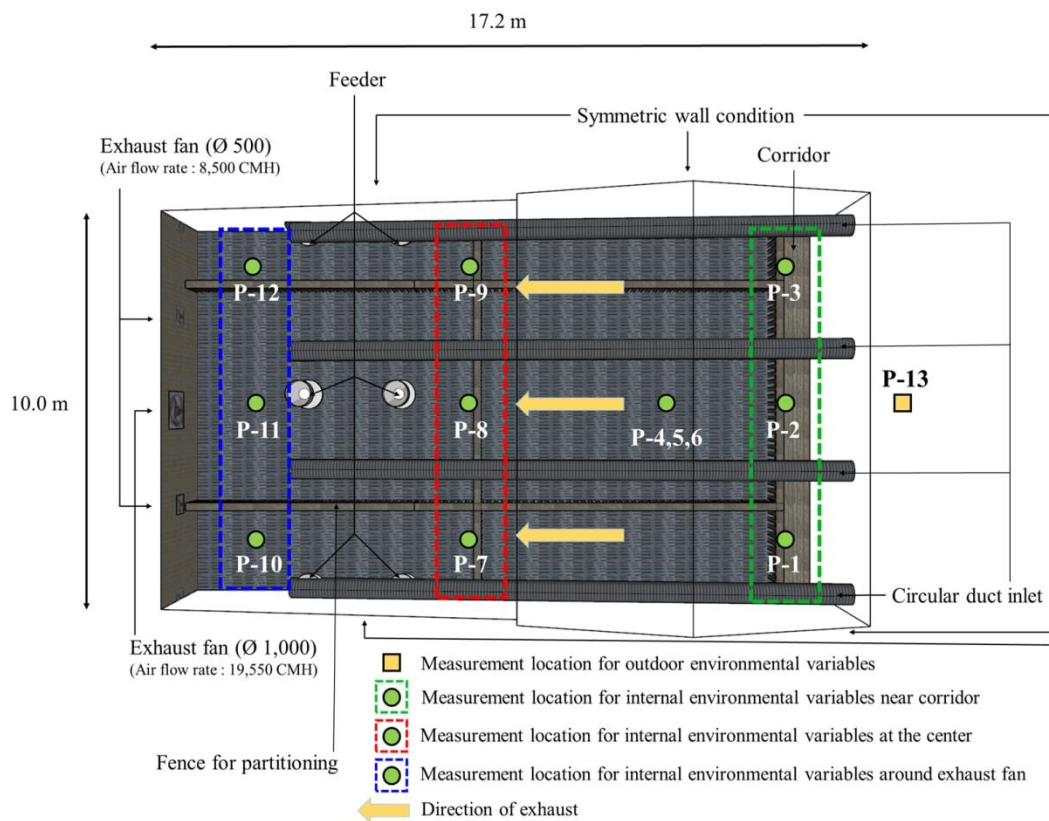 17.2 m
Feeder
Symmetric wall condition
Exhaust fan (Ø 500)
(Air flow rate : 8,500 CMH)
Corridor
P-12
P-9
P-3
10.0 m
P-13
P-11
P-8
P-4,5,6
P-2
P-10
P-7
P-1
Circular duct inlet
Exhaust fan (Ø 1,000)
(Air flow rate : 19,550 CMH)
Measurement location for outdoor environmental variables
Measurement location for internal environmental variables near corridor
Measurement location for internal environmental variables at the center
Fence for partitioning
Measurement location for internal environmental variables around exhaust fan
Direction of exhaust